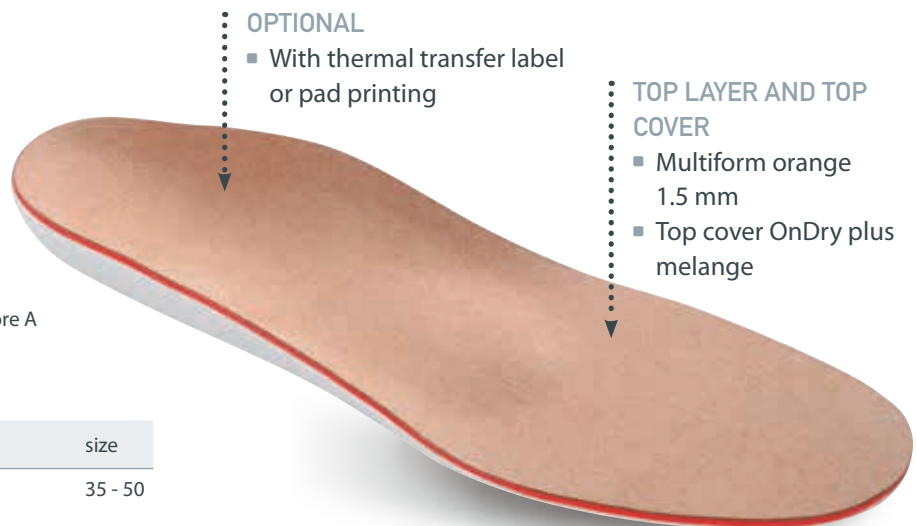 OPTIONAL
▪ With thermal transfer label
or pad printing
TOP LAYER AND TOP
COVER
▪ Multiform orange
1.5 mm
▪ Top cover OnDry plus
melange
A
size
35 - 50